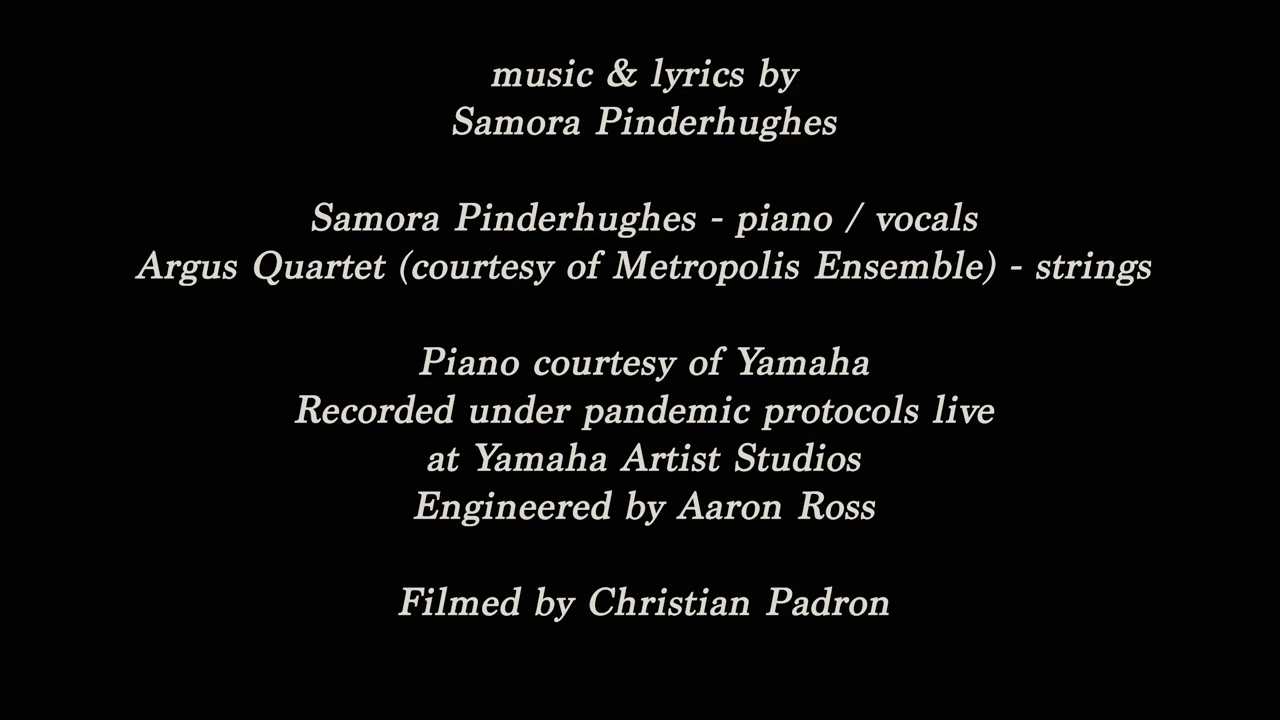 music & lyrics by
Samora Pinderhughes
Samora Pinderhughes - piano / vocals
Argus Quartet (courtesy of Metropolis Ensemble) - strings
Piano courtesy of Yamaha
Recorded under pandemic protocols live
at Yamaha Artist Studios
Engineered by Aaron Ross
Filmed by Christian Padron